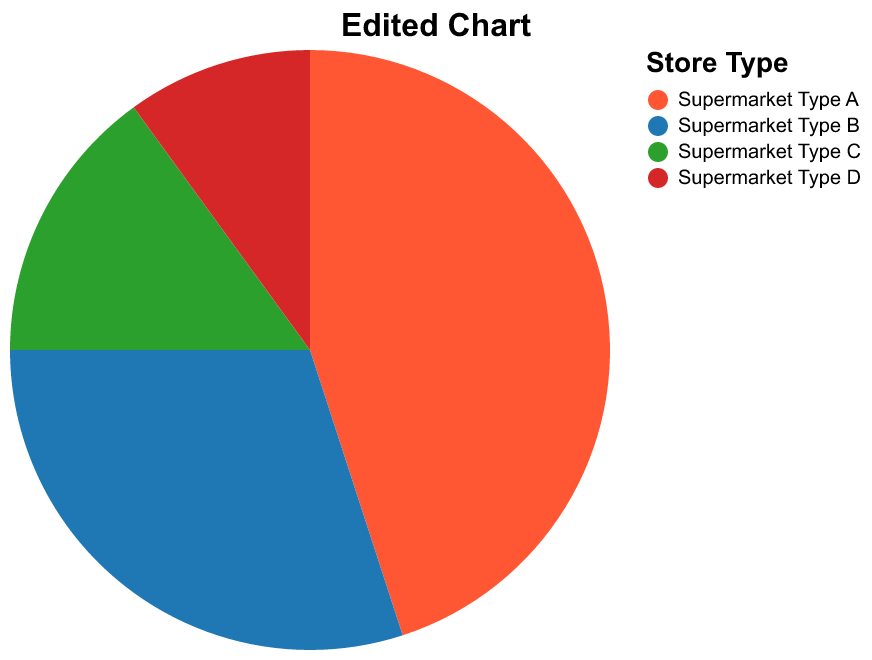 Edited Chart
Store Type
Supermarket Type A
Supermarket Type B
Supermarket Type C
Supermarket Type D